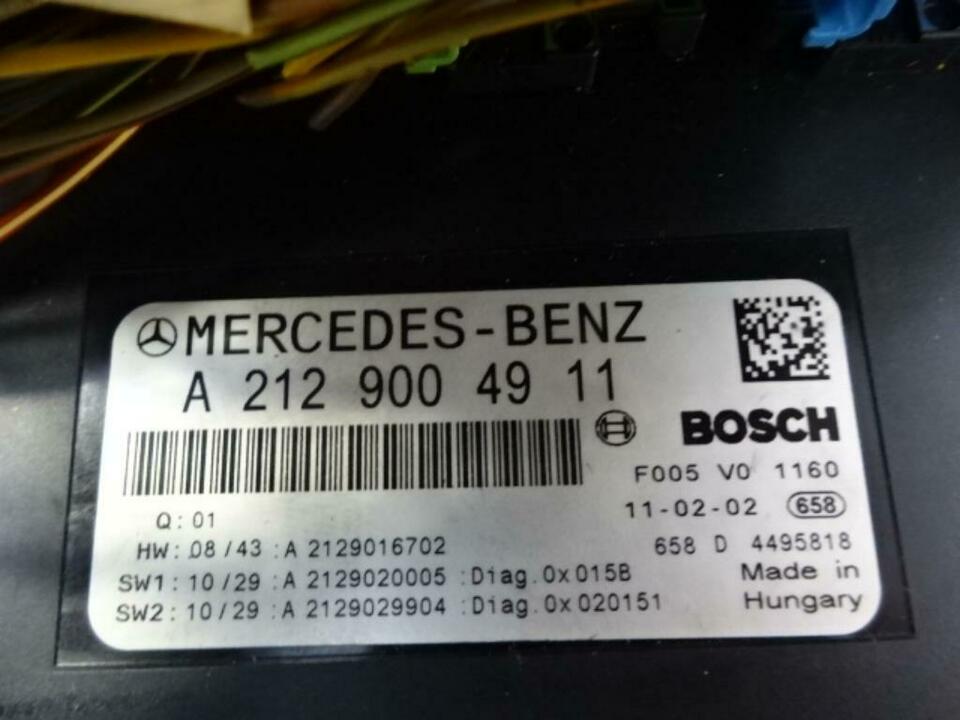 MERCEDES-BENZ
A 212 900 49 11
BOSCH
F005 V0 1160
11-02-02 658
Q: 01
HW: 08/43 :A 2129016702
658 D 4495818
SW1: 10/29 :A 2129020005 :Diag.0x015B
Made in
SW2: 10/29 :A 2129029904 :Diag.0x020151
Hungary